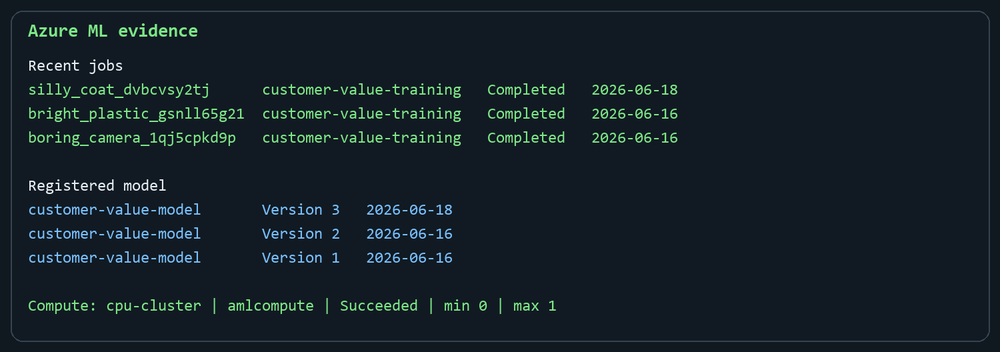 Azure ML evidence
Recent jobs
silly_coat_dvbcvsy2tj customer-value-training Completed 2026-06-18
bright_plastic_gsnll65g21 customer-value-training Completed 2026-06-16
boring_camera_1qj5cpkd9p customer-value-training Completed 2026-06-16
Registered model
customer-value-model Version 3 2026-06-18
customer-value-model Version 2 2026-06-16
customer-value-model Version 1 2026-06-16
Compute: cpu-cluster | amlcompute | Succeeded | min 0 | max 1